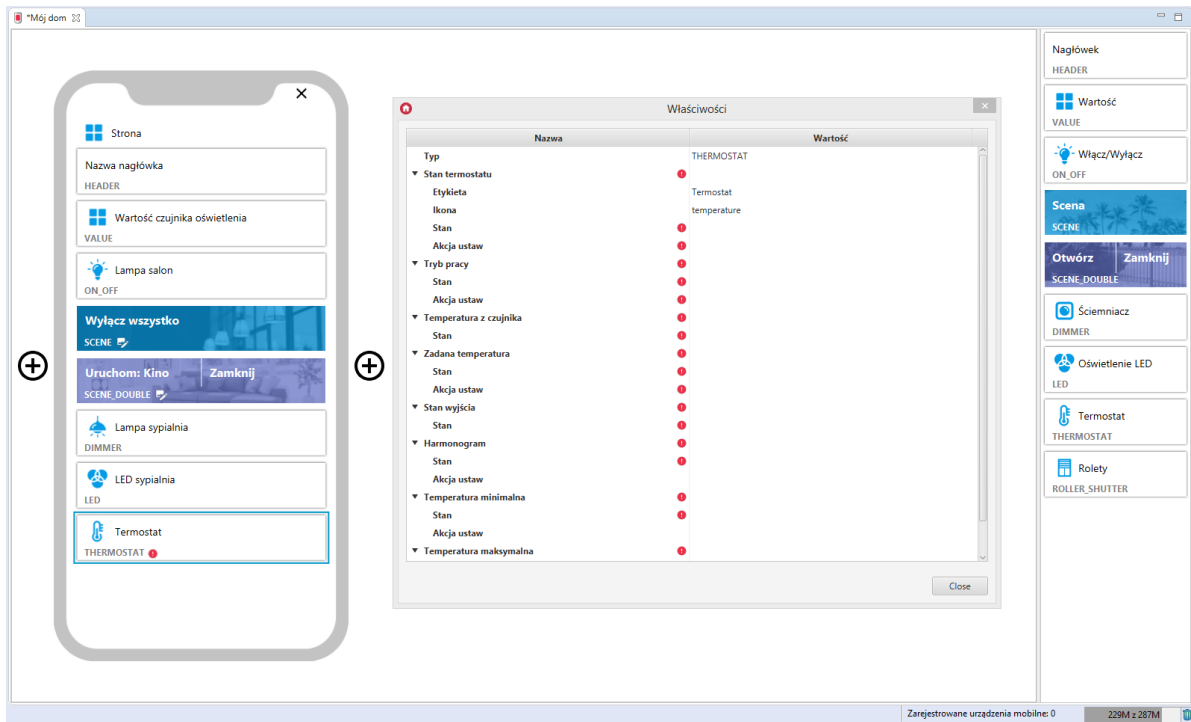 *Mój dom
Strona
Nazwa nagłówka
HEADER
Wartość czujnika oświetlenia
VALUE
Lampa salon
ON_OFF
Wyłącz wszystko
SCENE
Uruchom: Kino Zamknij
SCENE_DOUBLE
Lampa sypialnia
DIMMER
LED sypialnia
LED
Termostat
THERMOSTAT
Właściwości
Nazwa Wartość
Typ THERMOSTAT
Stan termostatu
Etykieta Termostat
Ikona temperature
Stan
Akcja ustaw
Tryb pracy
Stan
Akcja ustaw
Temperatura z czujnika
Stan
Zadana temperatura
Stan
Akcja ustaw
Stan wyjścia
Stan
Harmonogram
Stan
Akcja ustaw
Temperatura minimalna
Stan
Akcja ustaw
Temperatura maksymalna
Close
Nagłówek
HEADER
Wartość
VALUE
Włącz/Wyłącz
ON_OFF
Scena
SCENE
Otwórz Zamknij
SCENE_DOUBLE
Ściemniacz
DIMMER
Oświetlenie LED
LED
Termostat
THERMOSTAT
Rolety
ROLLER_SHUTTER
Zarejestrowane urządzenia mobilne: 0 229M z 287M